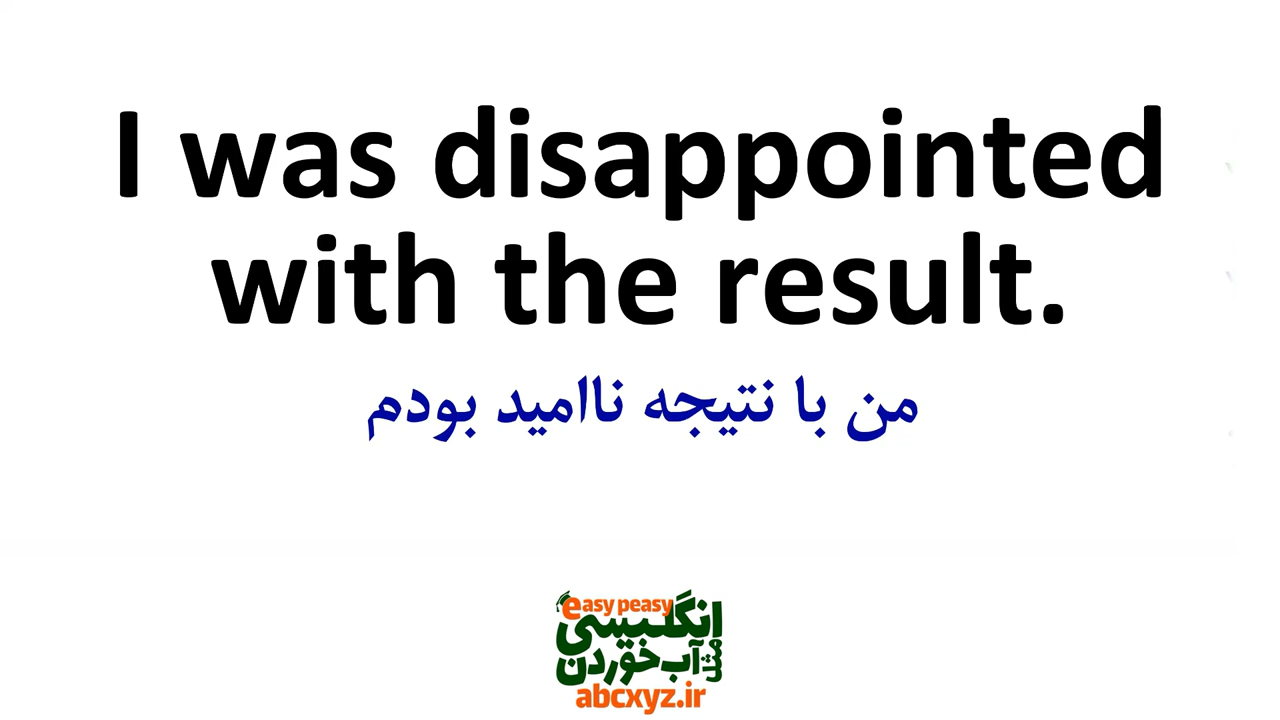 I was disappointed
with the result.
من با نتیجه ناامید بودم
easy peasy
انگلیسی
مثل آب خوردن
abcxyz.ir